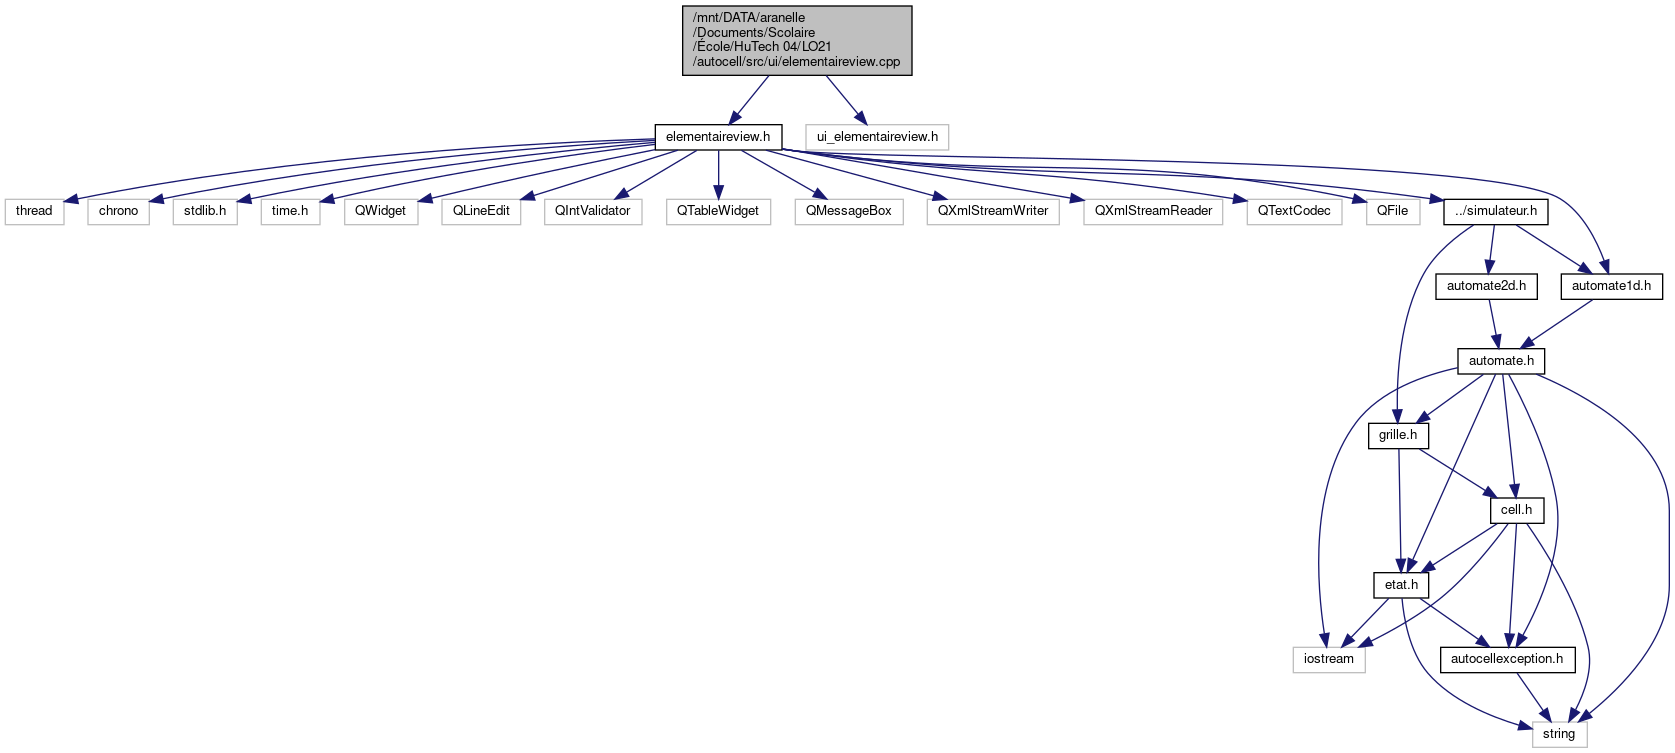 /mnt/DATA/aranelle
/Documents/Scolaire
/École/HuTech 04/LO21
/autocell/src/ui/elementaireview.cpp
elementaireview.h
ui_elementaireview.h
thread
chrono
stdlib.h
time.h
QWidget
QLineEdit
QIntValidator
QTableWidget
QMessageBox
QXmlStreamWriter
QXmlStreamReader
QTextCodec
QFile
../simulateur.h
automate2d.h
automate1d.h
automate.h
grille.h
cell.h
etat.h
iostream
autocellexception.h
string